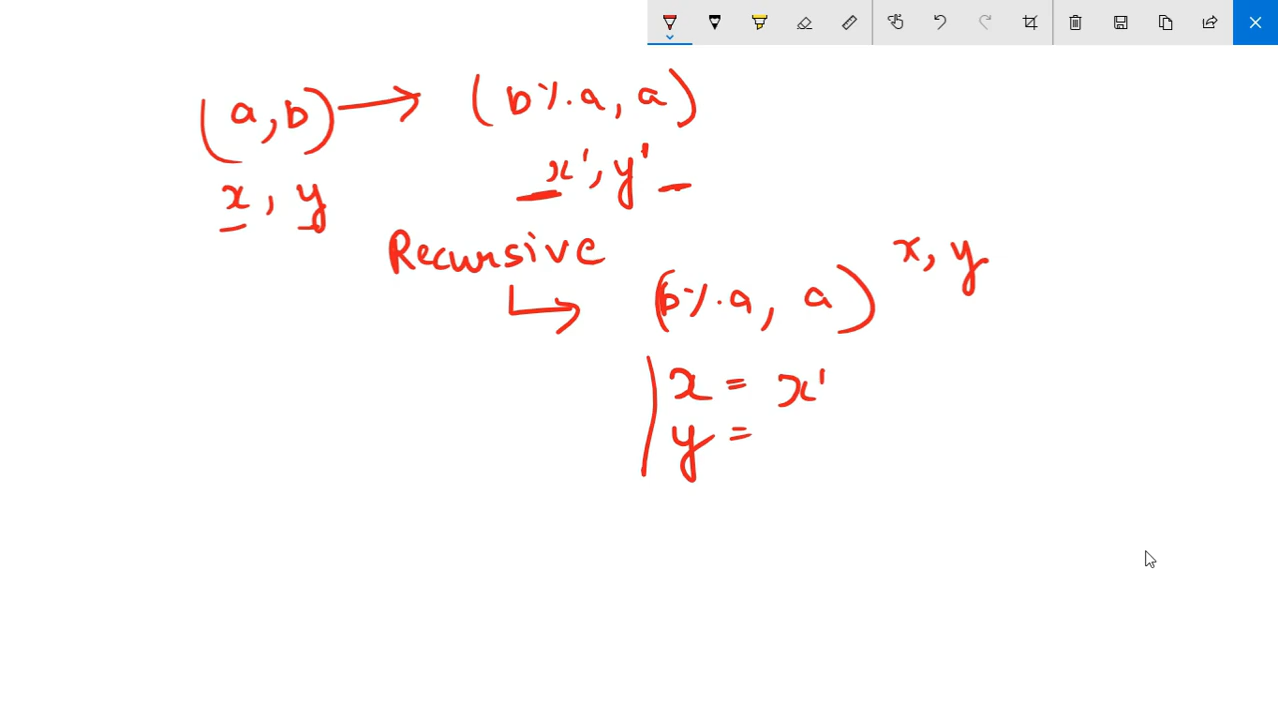 (a, b) → (b % a, a)
x, y x', y'
Recursive
x, y
↳ (b % a, a)
x = x'
y =